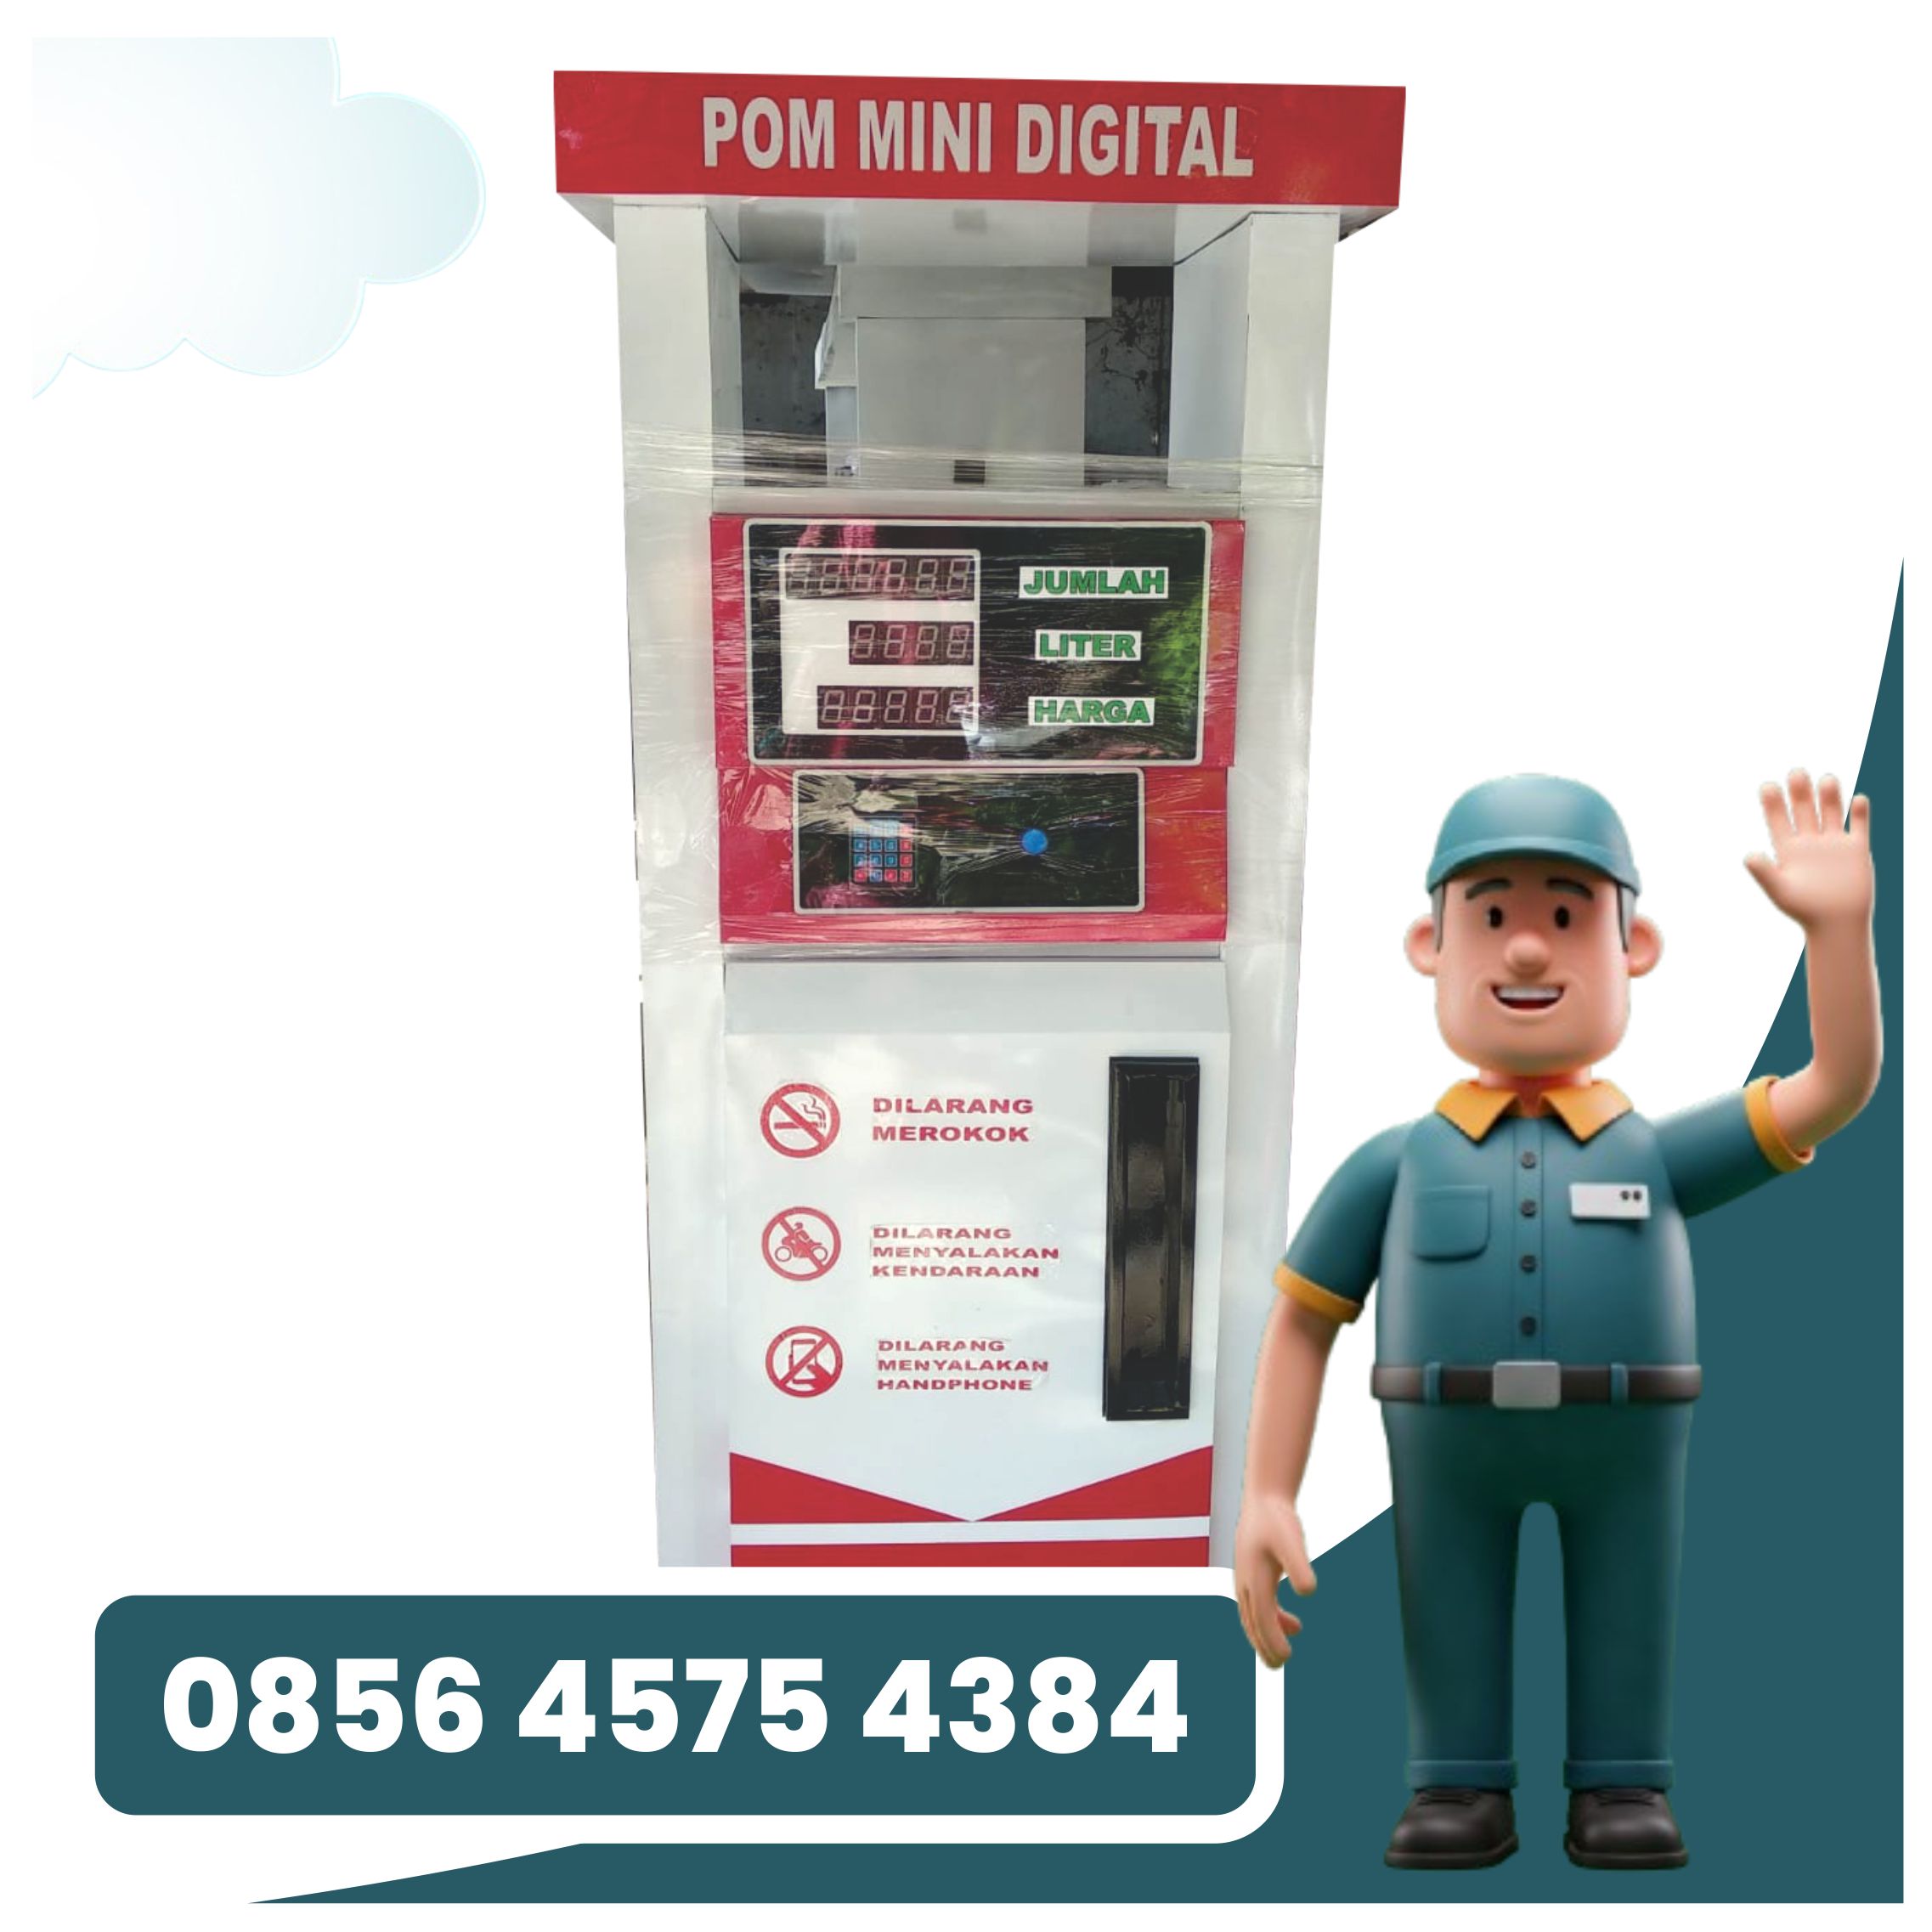 POM MINI DIGITAL
JUMLAH
LITER
HARGA
DILARANG
MEROKOK
DILARANG
MENYALAKAN
KENDARAAN
DILARANG
MENYALAKAN
HANDPHONE
0856 4575 4384